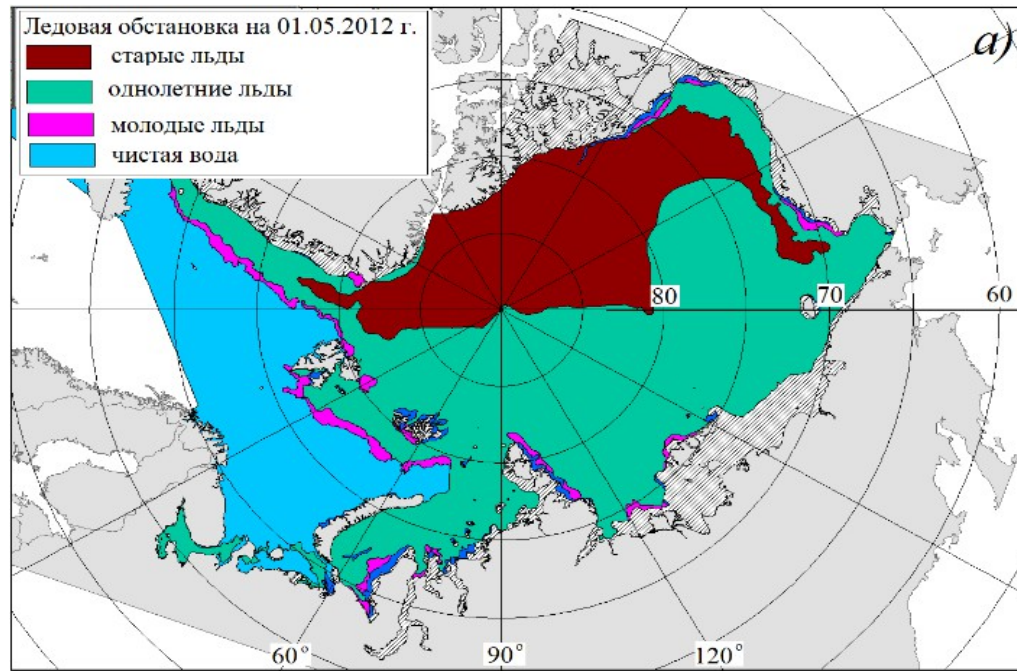 Ледовая обстановка на 01.05.2012 г.
старые льды
однолетние льды
молодые льды
чистая вода
а)
80
70
60
60°
90°
120°